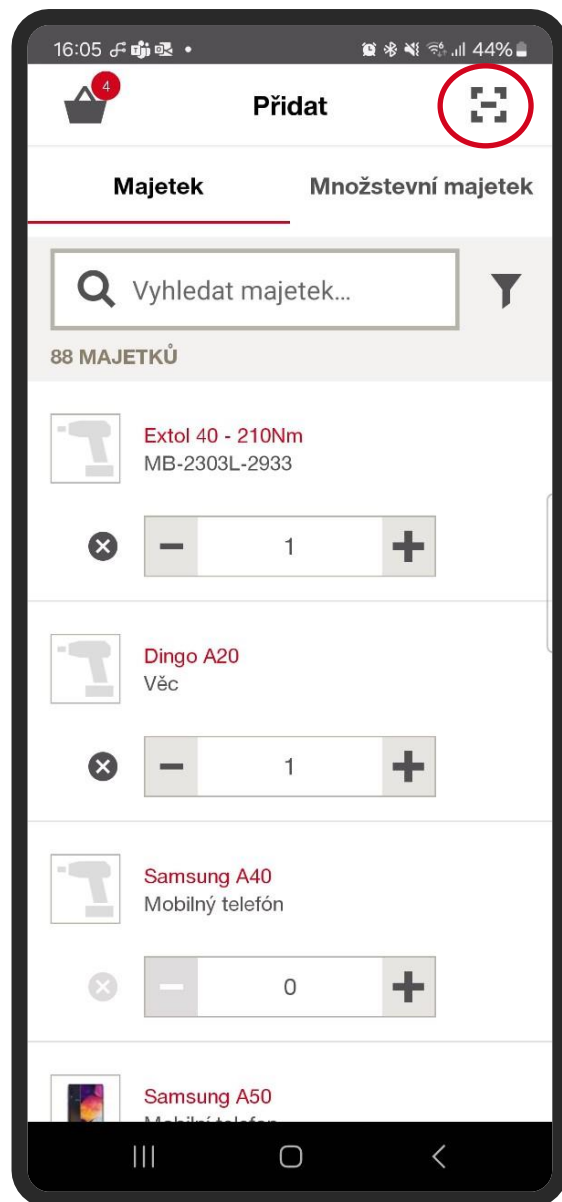 16:05 44%
4
Přidat
Majetek Množstevní majetek
Vyhledat majetek...
88 MAJETKŮ
Extol 40 - 210Nm
MB-2303L-2933
1
Dingo A20
Věc
1
Samsung A40
Mobilný telefón
0
Samsung A50